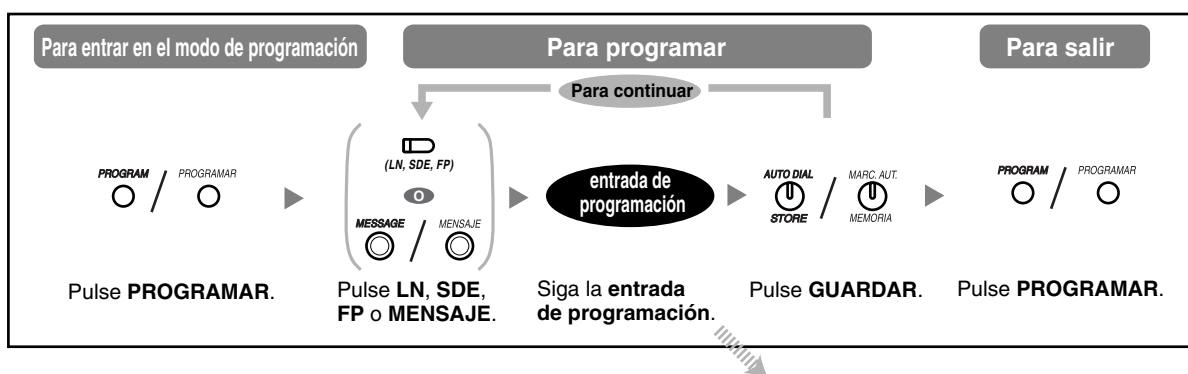 Para entrar en el modo de programación
Para programar
Para salir
Para continuar
PROGRAM / PROGRAMAR
(LN, SDE, FP)
O
MESSAGE / MENSAJE
entrada de
programación
AUTO DIAL / MARC. AUT.
STORE MEMORIA
PROGRAM / PROGRAMAR
Pulse PROGRAMAR.
Pulse LN, SDE,
FP o MENSAJE.
Siga la entrada
de programación.
Pulse GUARDAR.
Pulse PROGRAMAR.